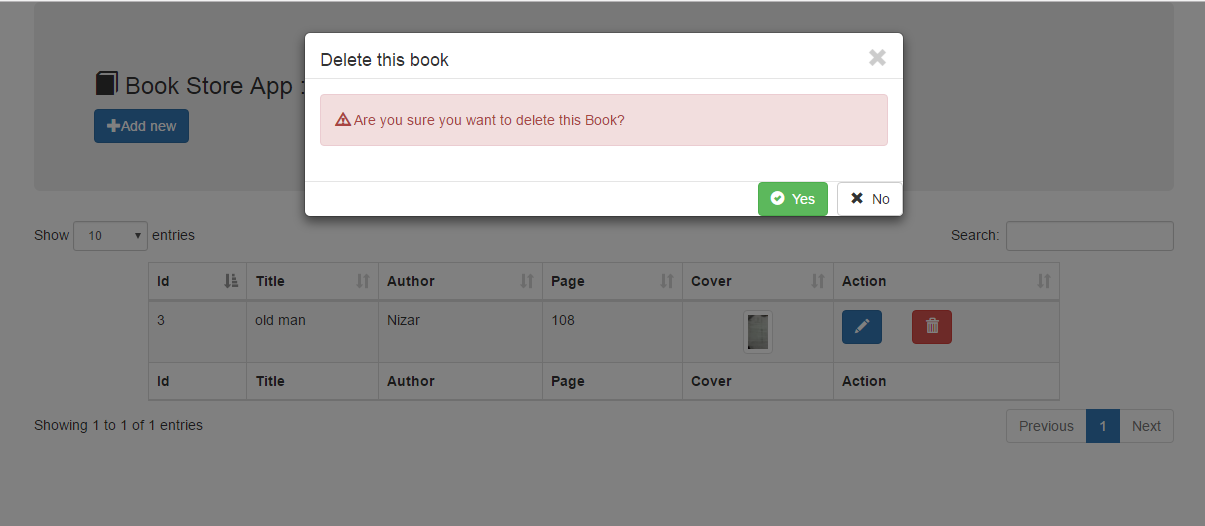 Delete this book
Book Store App :
Add new
Are you sure you want to delete this Book?
Yes No
Show 10 entries Search:
Id Title Author Page Cover Action
3 old man Nizar 108
Id Title Author Page Cover Action
Showing 1 to 1 of 1 entries Previous 1 Next